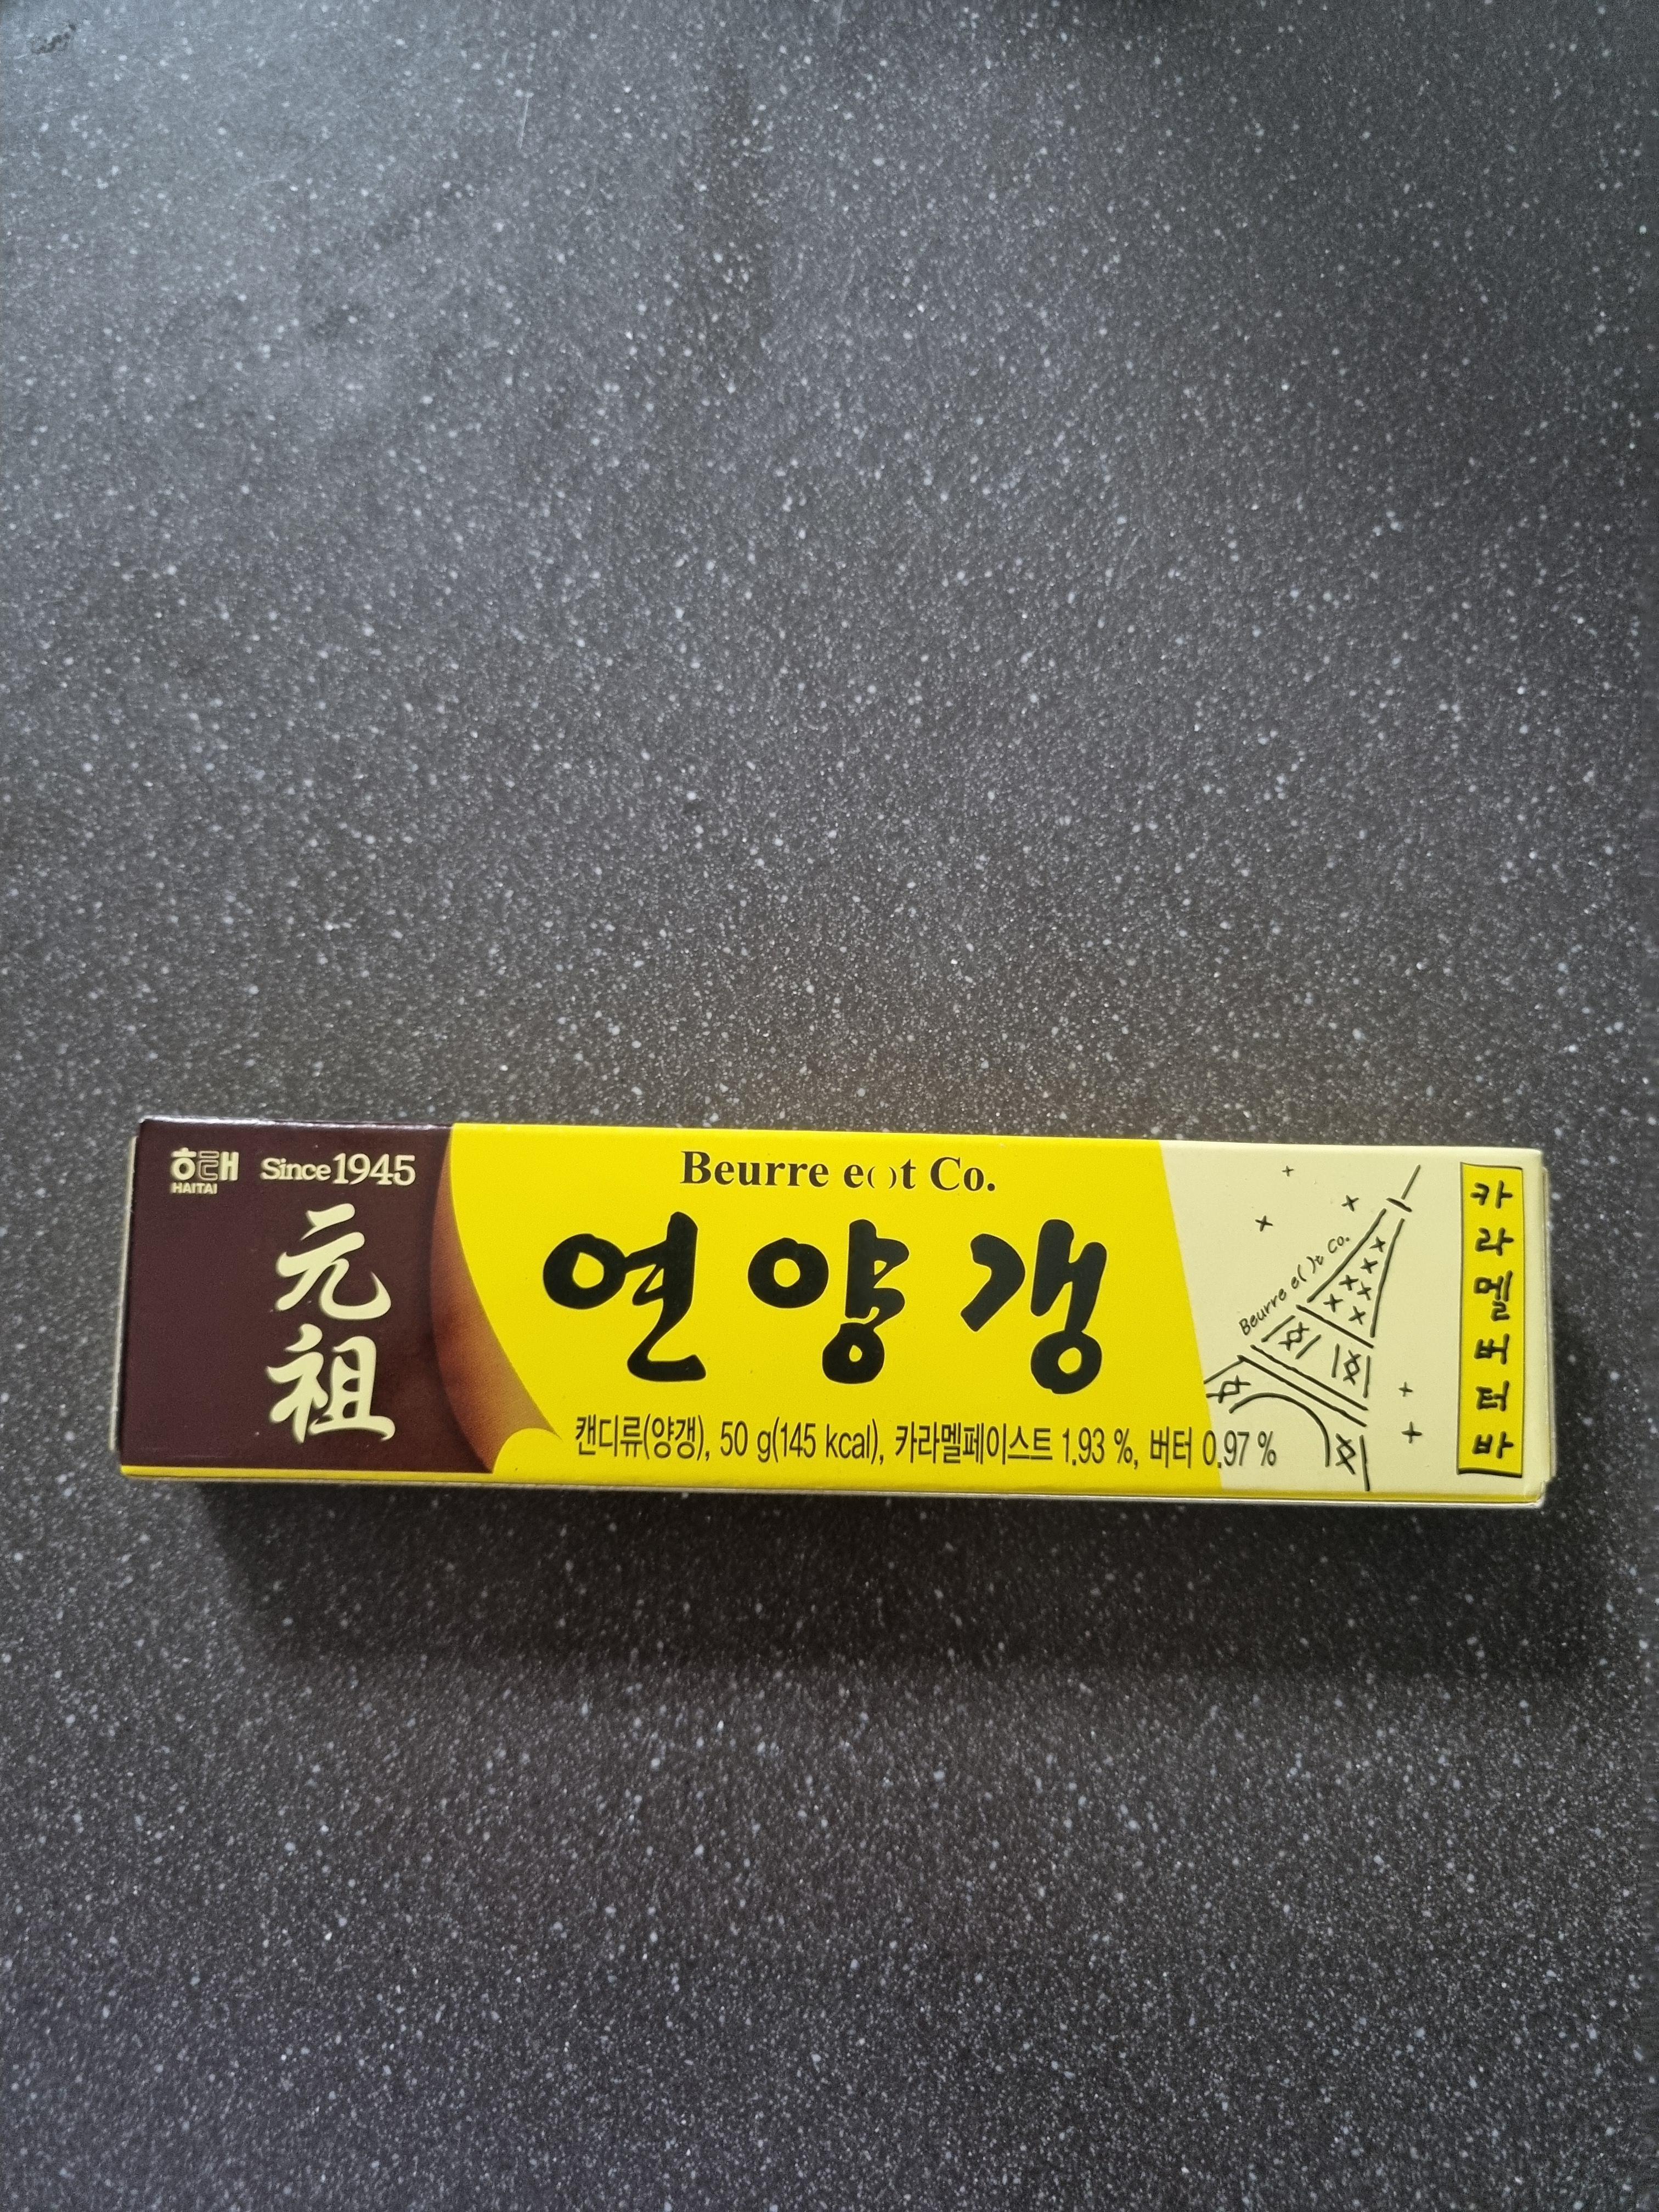 해태
HAITAI
Since 1945
元
祖
Beurre e( )t Co.
연양갱
캔디류(양갱), 50 g(145 kcal), 카라멜페이스트 1.93 %, 버터 0.97 %
Beurre e( )t Co.
카라멜버터바